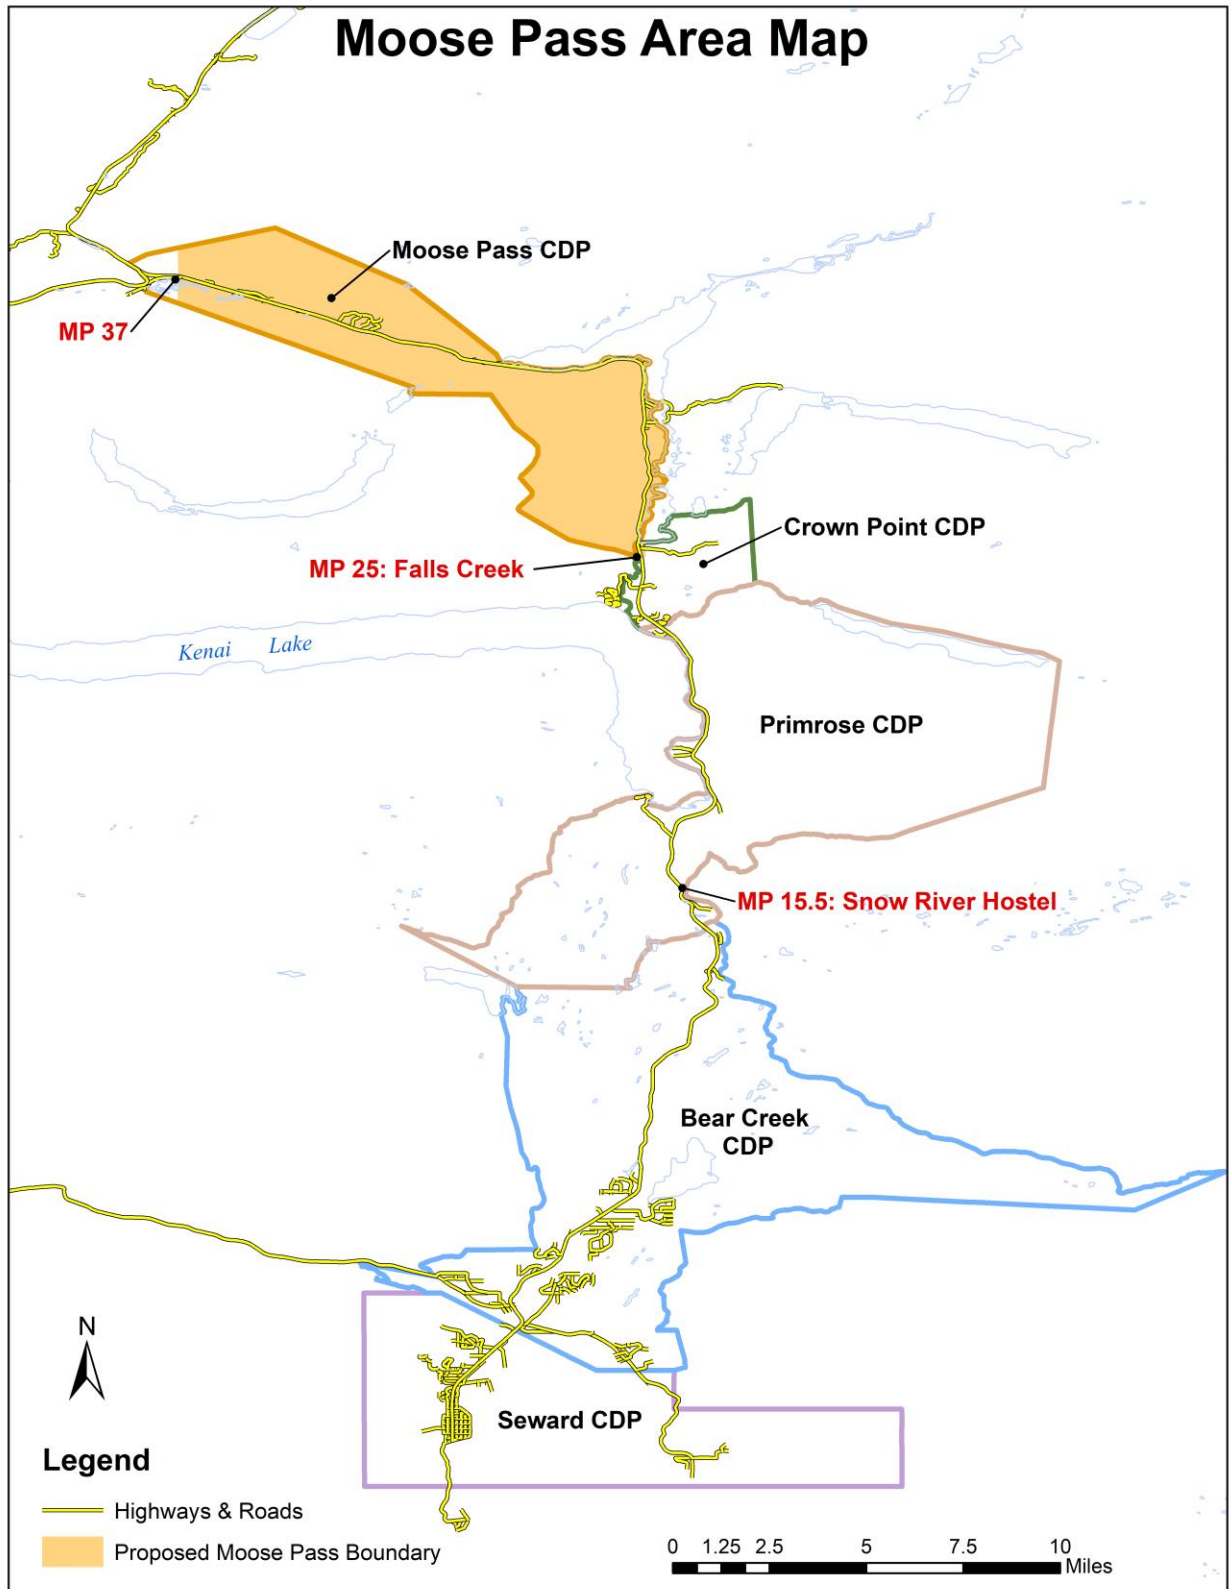 Moose Pass Area Map
Moose Pass CDP
MP 37
Crown Point CDP
MP 25: Falls Creek
Kenai Lake
Primrose CDP
MP 15.5: Snow River Hostel
Bear Creek
CDP
N
Seward CDP
Legend
Highways & Roads
Proposed Moose Pass Boundary
0 1.25 2.5 5 7.5 10
Miles